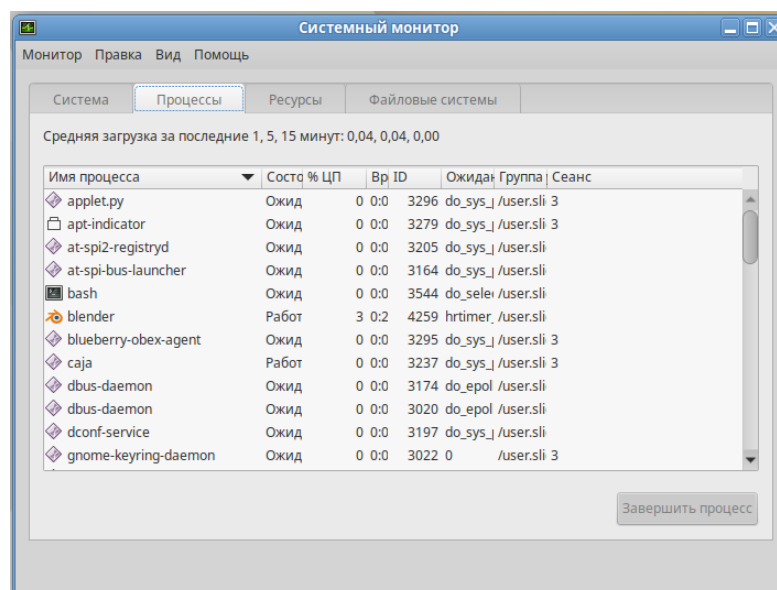 Системный монитор
Монитор Правка Вид Помощь
Система Процессы Ресурсы Файловые системы
Средняя загрузка за последние 1, 5, 15 минут: 0,04, 0,04, 0,00
Имя процесса Состо % ЦП Вр ID Ожидан Группа Сеанс
applet.py Ожид 0 0:0 3296 do_sys_ /user.sli 3
apt-indicator Ожид 0 0:0 3279 do_sys_ /user.sli 3
at-spi2-registryd Ожид 0 0:0 3205 do_sys_ /user.sli
at-spi-bus-launcher Ожид 0 0:0 3164 do_sys_ /user.sli
bash Ожид 0 0:0 3544 do_sele /user.sli
blender Работ 3 0:2 4259 hrtimer_ /user.sli
blueberry-obex-agent Ожид 0 0:0 3295 do_sys_ /user.sli 3
caja Работ 0 0:0 3237 do_sys_ /user.sli 3
dbus-daemon Ожид 0 0:0 3174 do_epol /user.sli
dbus-daemon Ожид 0 0:0 3020 do_epol /user.sli
dconf-service Ожид 0 0:0 3197 do_sys_ /user.sli
gnome-keyring-daemon Ожид 0 0:0 3022 0 /user.sli 3
Завершить процесс